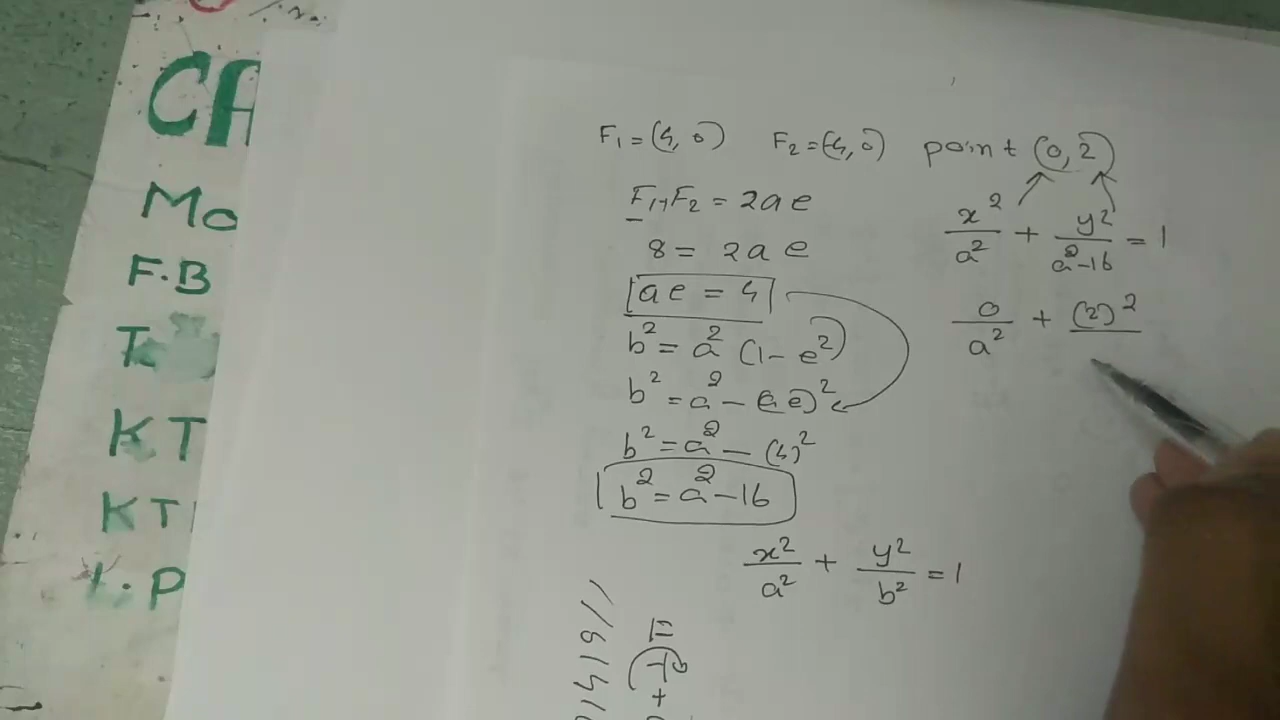 CA
Mo
F.B
T.
KT
KT
I.P
F₁=(4, 0) F₂=(-4, 0) point (0, 2)
F₁,F₂ = 2ae
8 = 2ae
ae = 4
b² = a² (1 - e²)
b² = a² - (ae)²
b² = a² - (4)²
b² = a² - 16
x²/a² + y²/b² = 1
x²/a² + y²/a²-16 = 1
0/a² + (2)²